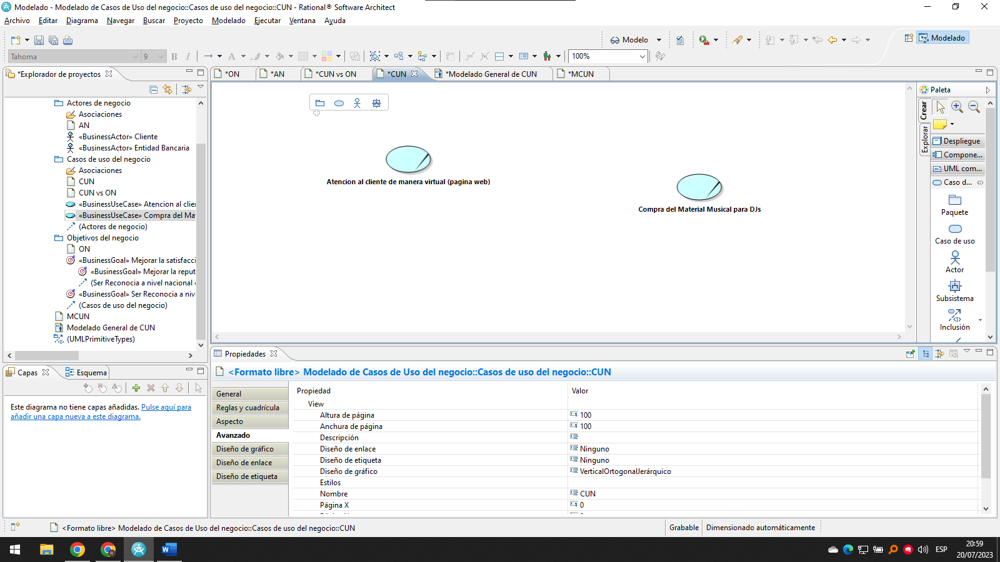 Modelado - Modelado de Casos de Uso del negocio::Casos de uso del negocio::CUN - Rational® Software Architect
Archivo Editar Diagrama Navegar Buscar Proyecto Modelado Ejecutar Ventana Ayuda
Modelo
Modelado
Tahoma 9 B I A 100%
*Explorador de proyectos
*ON *AN *CUN vs ON *CUN *Modelado General de CUN *MCUN
Actores de negocio
Asociaciones
AN
«BusinessActor» Cliente
«BusinessActor» Entidad Bancaria
Casos de uso del negocio
Asociaciones
CUN
CUN vs ON
«BusinessUseCase» Atencion al clie
«BusinessUseCase» Compra del Ma
(Actores de negocio)
Objetivos del negocio
ON
«BusinessGoal» Mejorar la satisfacci
«BusinessGoal» Mejorar la reput
(Ser Reconocia a nivel nacional
«BusinessGoal» Ser Reconocia a niv
(Casos de uso del negocio)
MCUN
Modelado General de CUN
(UMLPrimitiveTypes)
Atencion al cliente de manera virtual (pagina web)
Compra del Material Musical para DJs
Paleta
Crear
Explorar
Despliegue
Compone...
UML com...
Caso d...
Paquete
Caso de uso
Actor
Subsistema
Inclusión
Capas Esquema
Este diagrama no tiene capas añadidas. Pulse aquí para
añadir una capa nueva a este diagrama.
Propiedades
<Formato libre> Modelado de Casos de Uso del negocio::Casos de uso del negocio::CUN
General
Reglas y cuadrícula
Aspecto
Avanzado
Diseño de gráfico
Diseño de enlace
Diseño de etiqueta
Propiedad Valor
View
Altura de página 100
Anchura de página 100
Descripción
Diseño de enlace Ninguno
Diseño de etiqueta Ninguno
Diseño de gráfico VerticalOrtogonalJerárquico
Estilos
Nombre CUN
Página X 0
<Formato libre> Modelado de Casos de Uso del negocio::Casos de uso del negocio::CUN
Grabable Dimensionado automáticamente
ESP
20:59
20/07/2023